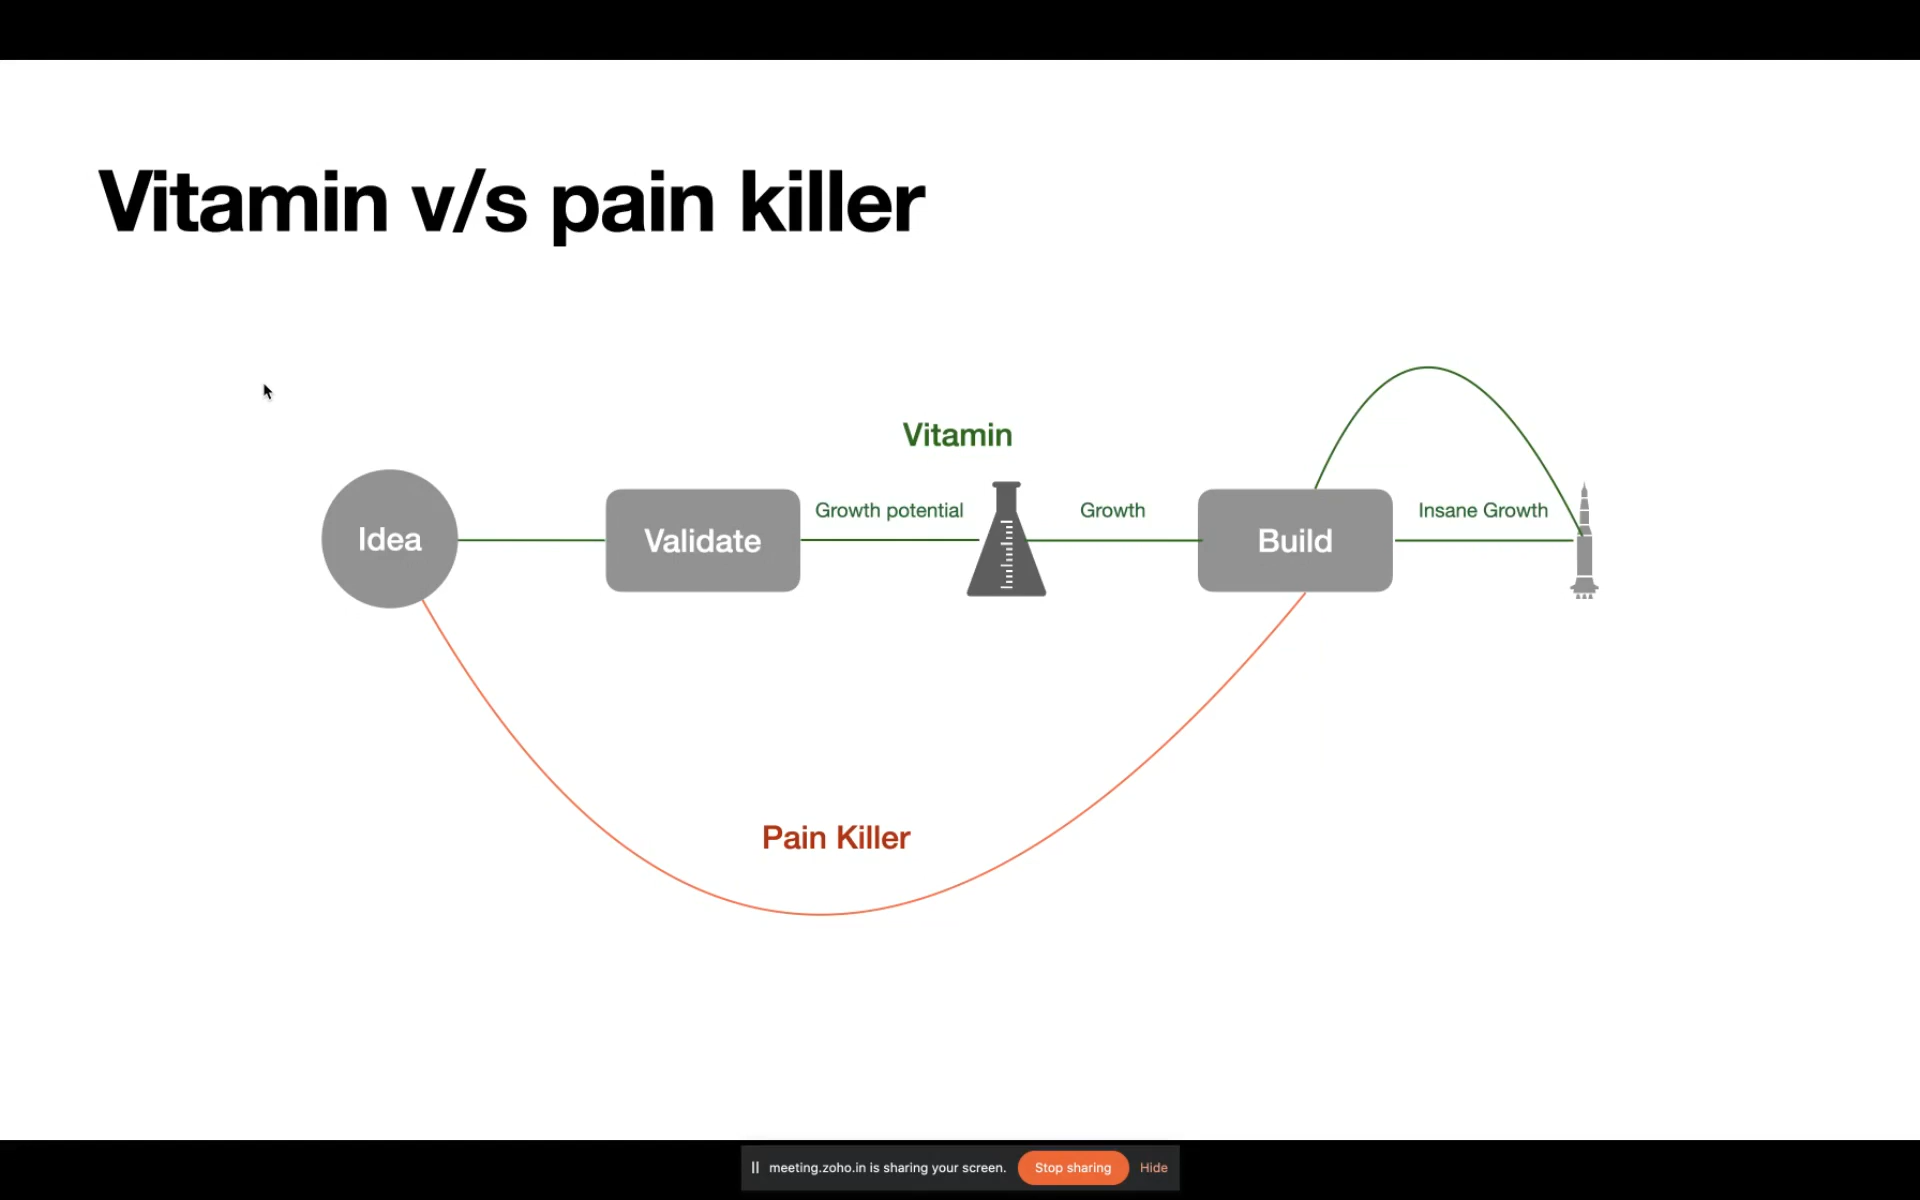 Vitamin v/s pain killer
Vitamin
Idea
Validate
Growth potential
Growth
Build
Insane Growth
Pain Killer
meeting.zoho.in is sharing your screen. Stop sharing Hide